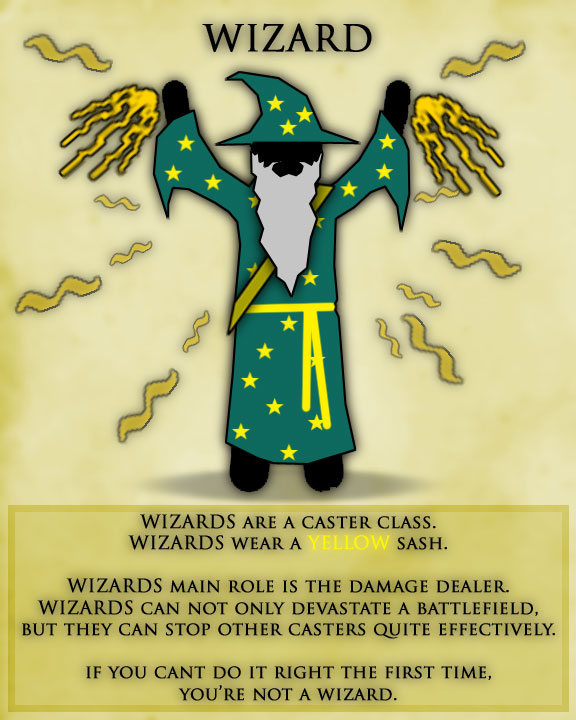 WIZARD
WIZARDS ARE A CASTER CLASS.
WIZARDS WEAR A YELLOW SASH.
WIZARDS MAIN ROLE IS THE DAMAGE DEALER.
WIZARDS CAN NOT ONLY DEVASTATE A BATTLEFIELD,
BUT THEY CAN STOP OTHER CASTERS QUITE EFFECTIVELY.
IF YOU CANT DO IT RIGHT THE FIRST TIME,
YOU'RE NOT A WIZARD.